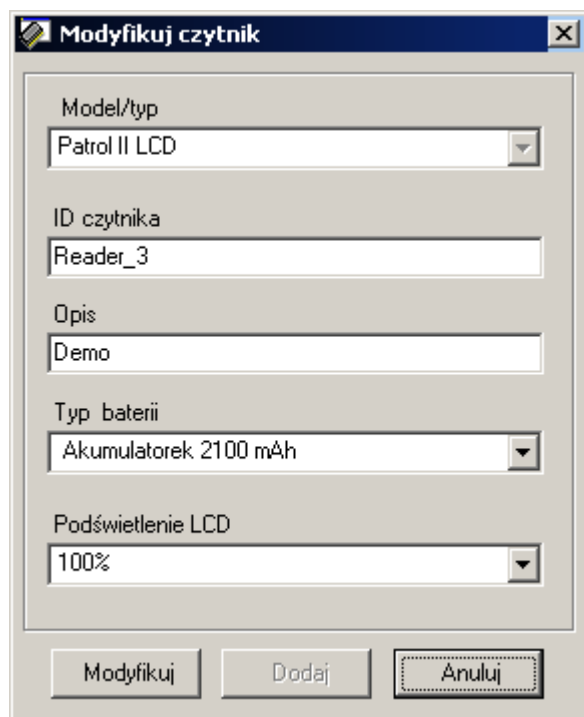 Modyfikuj czytnik
Model/typ
Patrol II LCD
ID czytnika
Reader_3
Opis
Demo
Typ baterii
Akumulatorek 2100 mAh
Podświetlenie LCD
100%
Modyfikuj Dodaj Anuluj